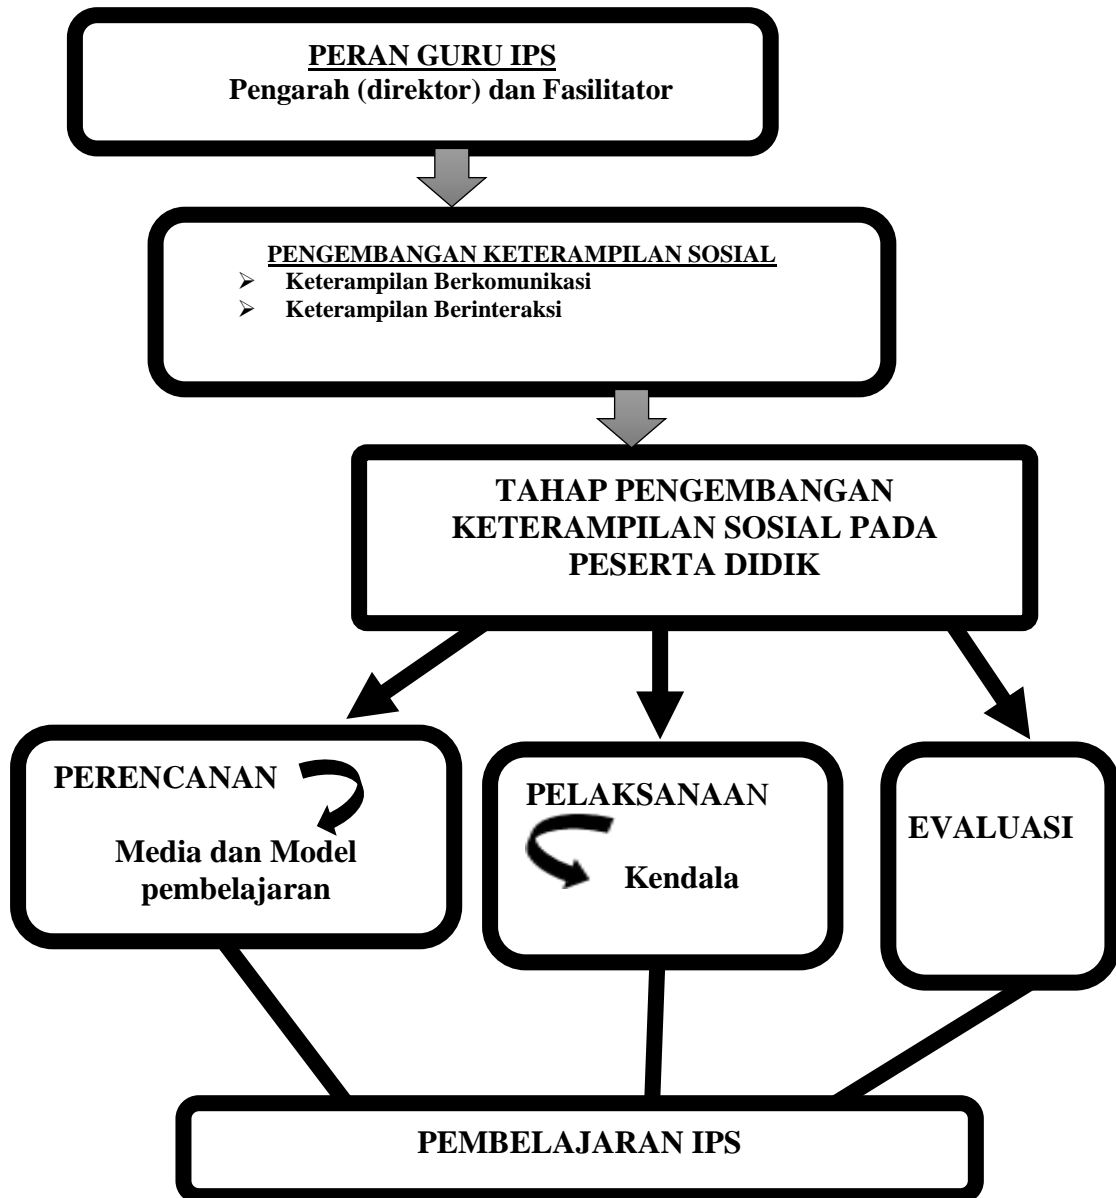 PERAN GURU IPS
Pengarah (direktor) dan Fasilitator
PENGEMBANGAN KETERAMPILAN SOSIAL
➢ Keterampilan Berkomunikasi
➢ Keterampilan Berinteraksi
TAHAP PENGEMBANGAN
KETERAMPILAN SOSIAL PADA
PESERTA DIDIK
PERENCANAN
Media dan Model
pembelajaran
PELAKSANAAN
Kendala
EVALUASI
PEMBELAJARAN IPS